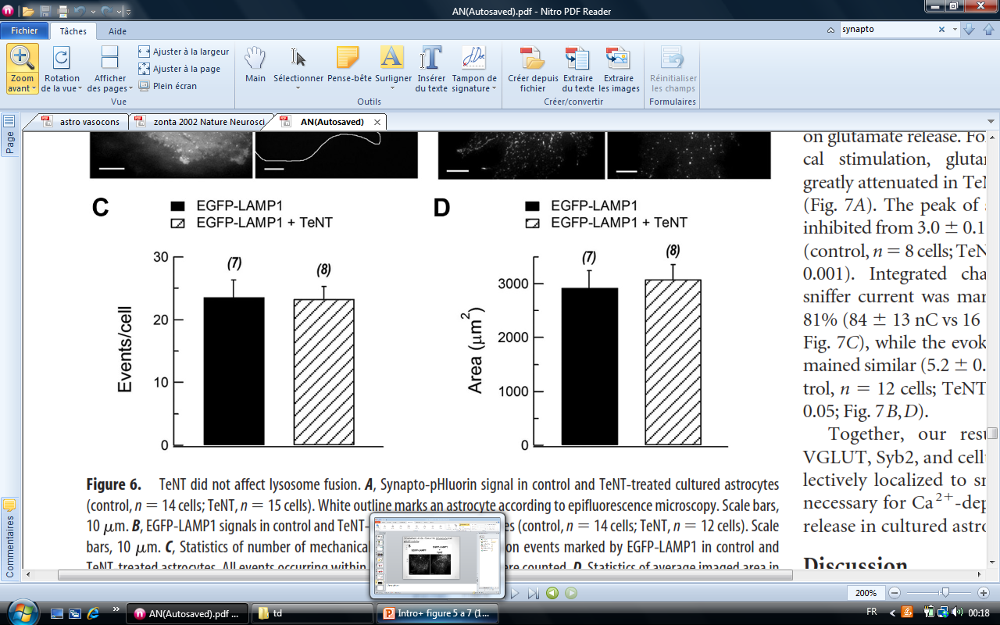 AN(Autosaved).pdf - Nitro PDF Reader
Fichier Tâches Aide synapto
Zoom avant
Rotation de la vue
Afficher des pages
Ajuster à la largeur
Ajuster à la page
Plein écran
Vue
Main
Sélectionner
Pense-bête
Surligner
Insérer du texte
Tampon de signature
Outils
Créer depuis fichier
Extraire du texte
Extraire les images
Créer/convertir
Réinitialiser les champs
Formulaires
astro vasocons zonta 2002 Nature Neurosci AN(Autosaved)
Page
Commentaires
C
EGFP-LAMP1
EGFP-LAMP1 + TeNT
30
20
10
0
Events/cell
(7)
(8)
D
EGFP-LAMP1
EGFP-LAMP1 + TeNT
3000
2000
1000
0
Area (μm²)
(7)
(8)
Figure 6. TeNT did not affect lysosome fusion. A, Synapto-pHluorin signal in control and TeNT-treated cultured astrocytes
(control, n = 14 cells; TeNT, n = 15 cells). White outline marks an astrocyte according to epifluorescence microscopy. Scale bars,
10 μm. B, EGFP-LAMP1 signals in control and TeNT- es (control, n = 14 cells; TeNT, n = 12 cells). Scale
bars, 10 μm. C, Statistics of number of mechanical on events marked by EGFP-LAMP1 in control and
TeNT-treated astrocytes. All events occurring within were counted. D, Statistics of average imaged area in
on glutamate release. Fo
cal stimulation, gluta
greatly attenuated in Te
(Fig. 7A). The peak of
inhibited from 3.0 ± 0.1
(control, n = 8 cells; TeN
0.001). Integrated cha
sniffer current was mar
81% (84 ± 13 nC vs 16
Fig. 7C), while the evok
mained similar (5.2 ± 0.
trol, n = 12 cells; TeNT
0.05; Fig. 7B,D).
Together, our resu
VGLUT, Syb2, and cellu
lectively localized to sm
necessary for Ca2+-dep
release in cultured astro
Discussion
200%
AN(Autosaved).pdf ... td Intro+ figure 5 a 7 (1... FR 00:18